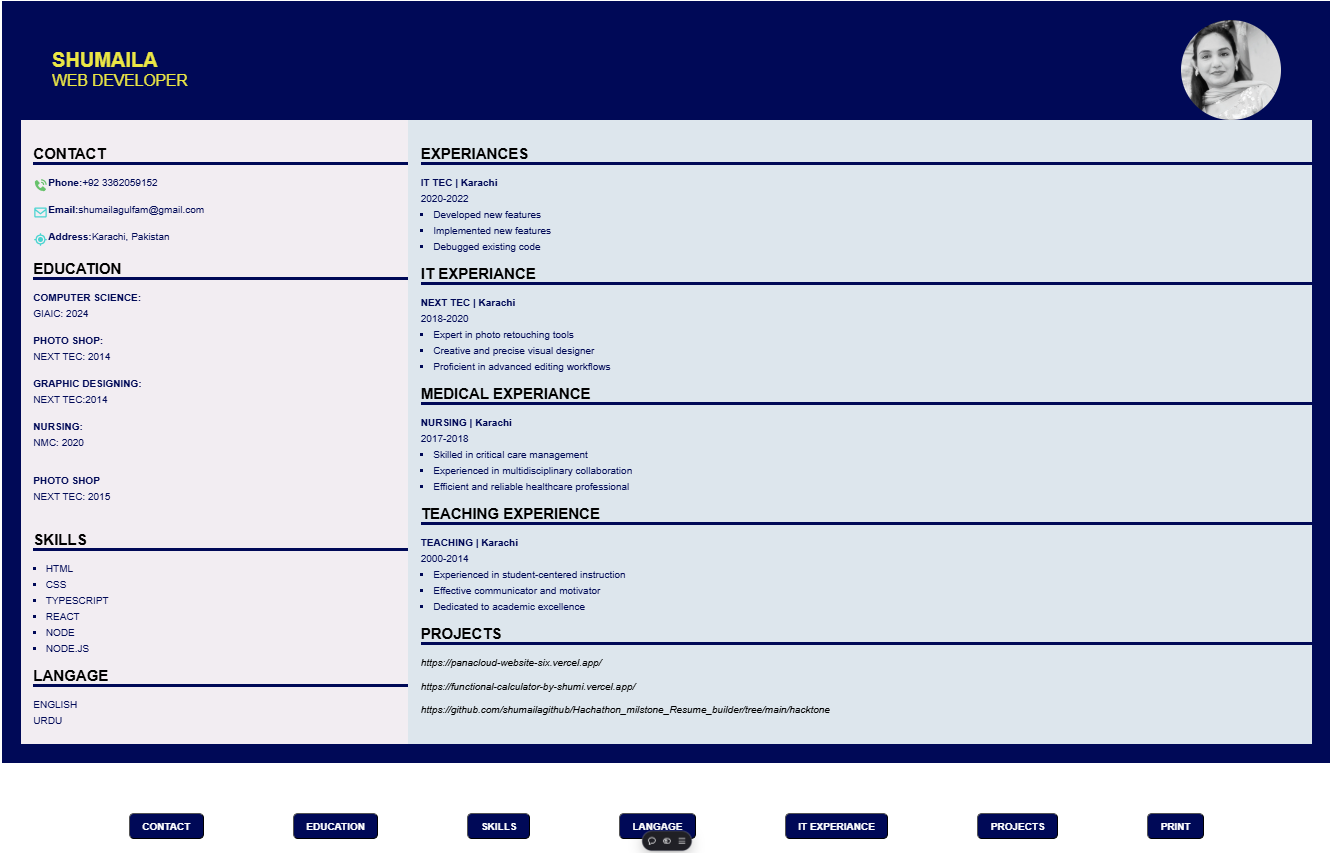 SHUMAILA
WEB DEVELOPER
CONTACT
Phone:+92 3362059152
Email:shumailagulfam@gmail.com
Address:Karachi, Pakistan
EDUCATION
COMPUTER SCIENCE:
GIAIC: 2024
PHOTO SHOP:
NEXT TEC: 2014
GRAPHIC DESIGNING:
NEXT TEC:2014
NURSING:
NMC: 2020
PHOTO SHOP
NEXT TEC: 2015
SKILLS
HTML
CSS
TYPESCRIPT
REACT
NODE
NODE.JS
LANGAGE
ENGLISH
URDU
EXPERIANCES
IT TEC | Karachi
2020-2022
Developed new features
Implemented new features
Debugged existing code
IT EXPERIANCE
NEXT TEC | Karachi
2018-2020
Expert in photo retouching tools
Creative and precise visual designer
Proficient in advanced editing workflows
MEDICAL EXPERIANCE
NURSING | Karachi
2017-2018
Skilled in critical care management
Experienced in multidisciplinary collaboration
Efficient and reliable healthcare professional
TEACHING EXPERIENCE
TEACHING | Karachi
2000-2014
Experienced in student-centered instruction
Effective communicator and motivator
Dedicated to academic excellence
PROJECTS
https://panacloud-website-six.vercel.app/
https://functional-calculator-by-shumi.vercel.app/
https://github.com/shumailagithub/Hachathon_milstone_Resume_builder/tree/main/hacktone
CONTACT
EDUCATION
SKILLS
LANGAGE
IT EXPERIANCE
PROJECTS
PRINT